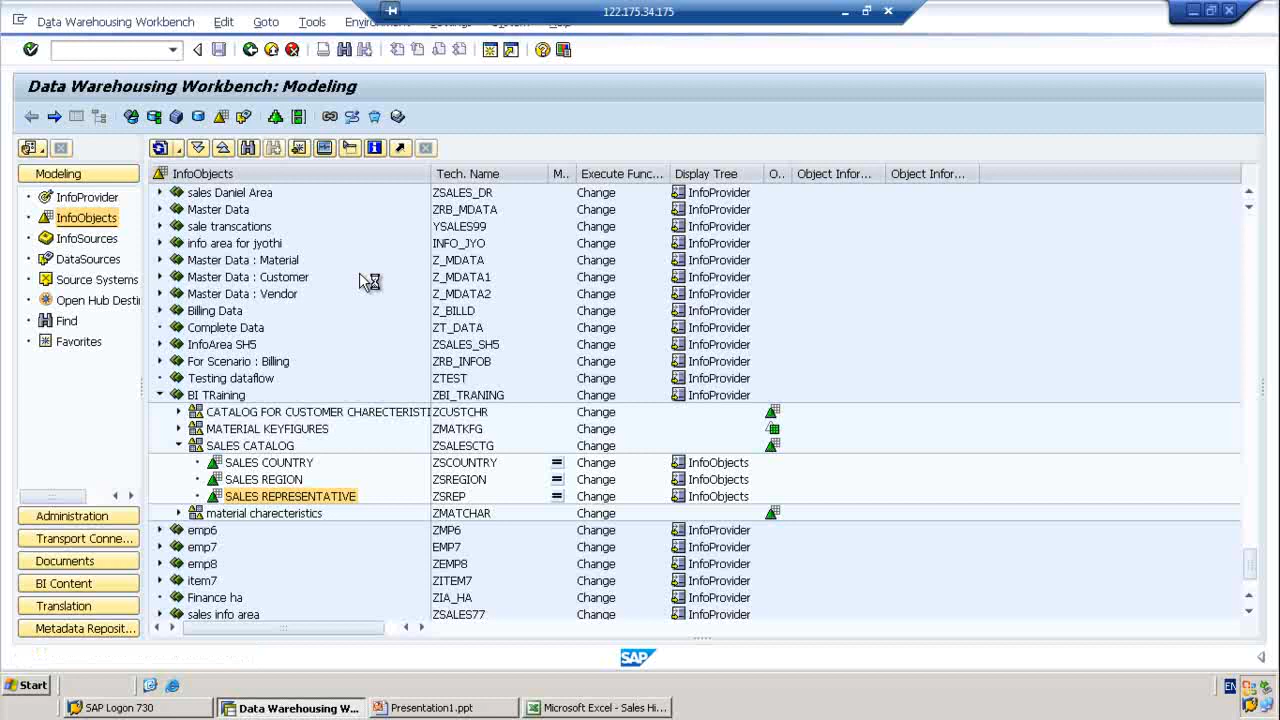 122.175.34.175
Data Warehousing Workbench Edit Goto Tools
Data Warehousing Workbench: Modeling
Modeling
InfoProvider
InfoObjects
InfoSources
DataSources
Source Systems
Open Hub Desti
Find
Favorites
Administration
Transport Conne...
Documents
BI Content
Translation
Metadata Reposit...
InfoObjects Tech. Name M.. Execute Func... Display Tree O.. Object Infor... Object Infor...
sales Daniel Area ZSALES_DR Change InfoProvider
Master Data ZRB_MDATA Change InfoProvider
sale transcations YSALES99 Change InfoProvider
info area for jyothi INFO_JYO Change InfoProvider
Master Data : Material Z_MDATA Change InfoProvider
Master Data : Customer Z_MDATA1 Change InfoProvider
Master Data : Vendor Z_MDATA2 Change InfoProvider
Billing Data Z_BILLD Change InfoProvider
Complete Data ZT_DATA Change InfoProvider
InfoArea SH5 ZSALES_SH5 Change InfoProvider
For Scenario : Billing ZRB_INFOB Change InfoProvider
Testing dataflow ZTEST Change InfoProvider
BI TRaining ZBI_TRANING Change InfoProvider
CATALOG FOR CUSTOMER CHARECTERISTI ZCUSTCHR Change
MATERIAL KEYFIGURES ZMATKFG Change
SALES CATALOG ZSALESCTG Change
SALES COUNTRY ZSCOUNTRY = Change InfoObjects
SALES REGION ZSREGION = Change InfoObjects
SALES REPRESENTATIVE ZSREP = Change InfoObjects
material charecteristics ZMATCHAR Change
emp6 ZMP6 Change InfoProvider
emp7 EMP7 Change InfoProvider
emp8 ZEMP8 Change InfoProvider
item7 ZITEM7 Change InfoProvider
Finance ha ZIA_HA Change InfoProvider
sales info area ZSALES77 Change InfoProvider
SAP
Start
EN
SAP Logon 730
Data Warehousing W...
Presentation1.ppt
Microsoft Excel - Sales Hi...